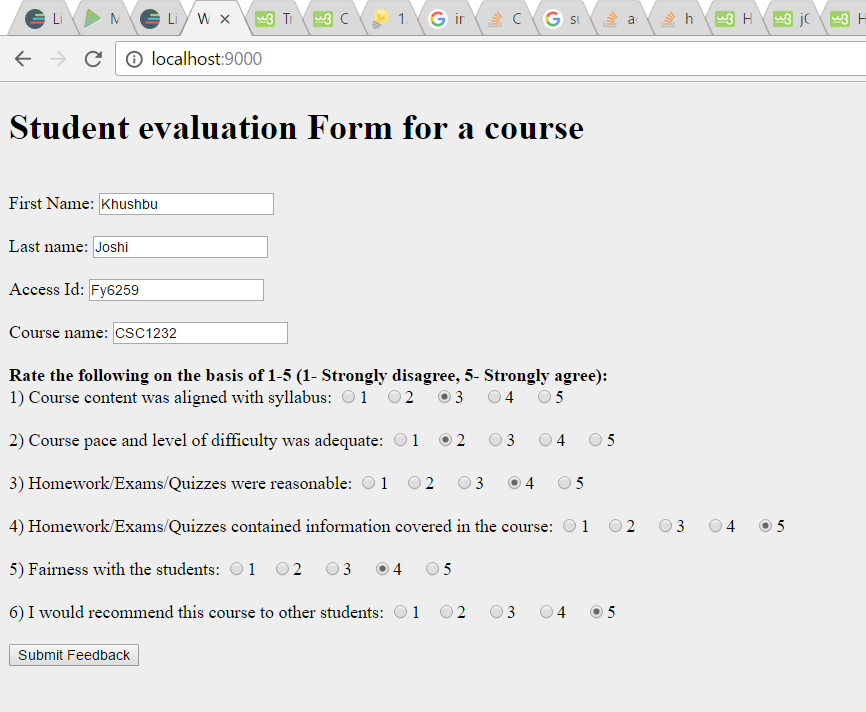 Li M Li W Tr C 1. ir C su a h H jC H
localhost:9000
Student evaluation Form for a course
First Name: Khushbu
Last name: Joshi
Access Id: Fy6259
Course name: CSC1232
Rate the following on the basis of 1-5 (1- Strongly disagree, 5- Strongly agree):
1) Course content was aligned with syllabus: 1 2 3 4 5
2) Course pace and level of difficulty was adequate: 1 2 3 4 5
3) Homework/Exams/Quizzes were reasonable: 1 2 3 4 5
4) Homework/Exams/Quizzes contained information covered in the course: 1 2 3 4 5
5) Fairness with the students: 1 2 3 4 5
6) I would recommend this course to other students: 1 2 3 4 5
Submit Feedback